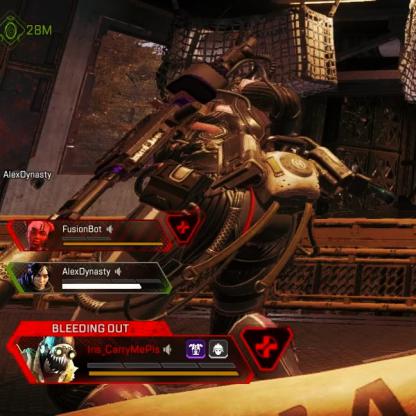 28M
AlexDynasty
FusionBot
AlexDynasty
BLEEDING OUT
Iris_CarryMePls